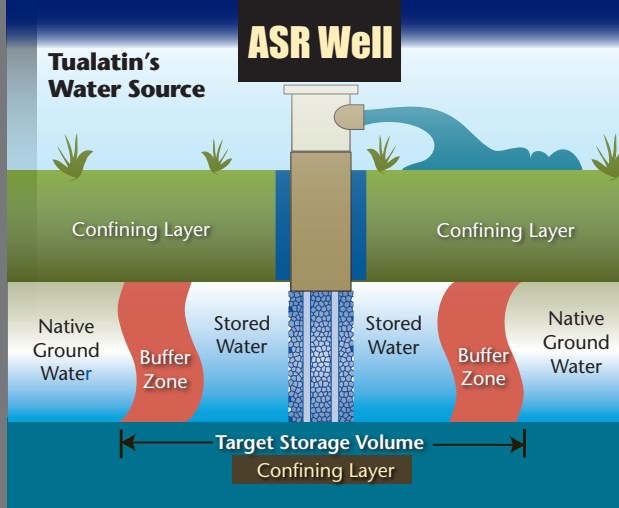 ASR Well
Tualatin's
Water Source
Confining Layer
Confining Layer
Native
Ground
Water
Buffer
Zone
Stored
Water
Stored
Water
Buffer
Zone
Native
Ground
Water
Target Storage Volume
Confining Layer